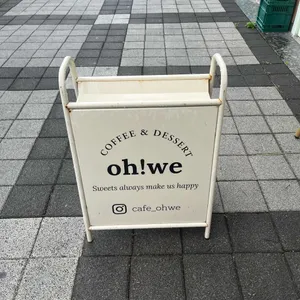 COFFEE & DESSERT
oh!we
Sweets always make us happy
cafe_ohwe